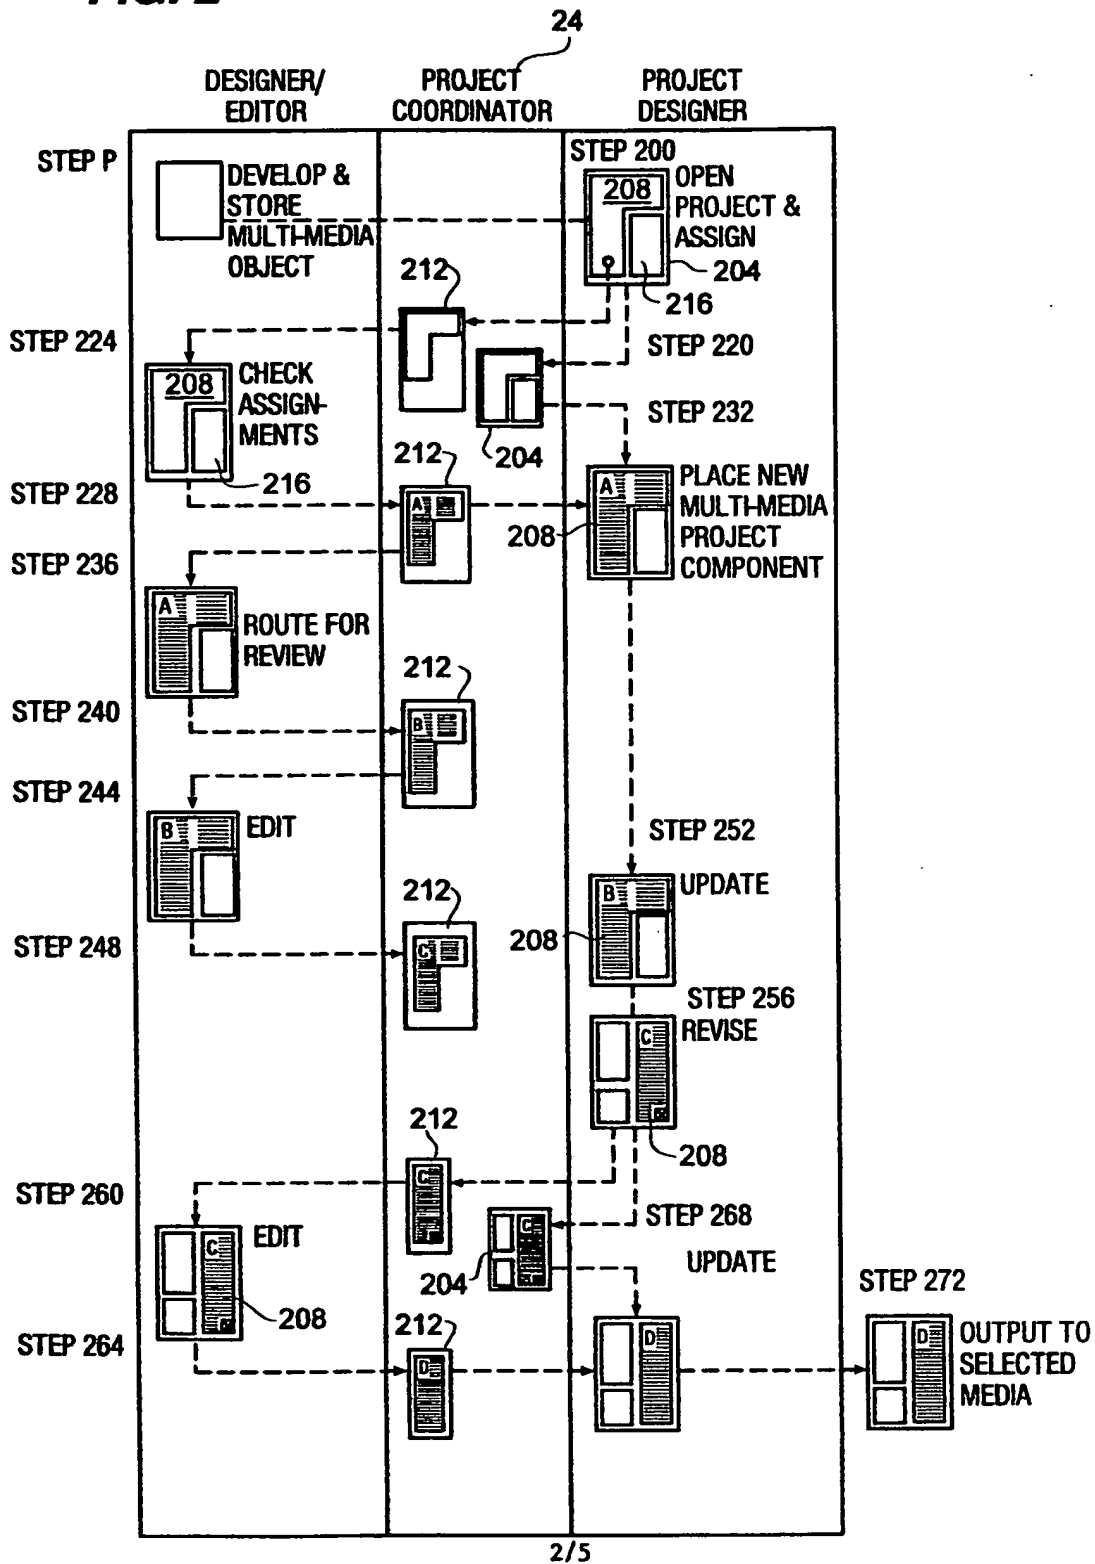 FIG. 2
24
DESIGNER/
EDITOR
PROJECT
COORDINATOR
PROJECT
DESIGNER
STEP P
DEVELOP &
STORE
MULTI-MEDIA
OBJECT
STEP 200
208
OPEN
PROJECT &
ASSIGN
204
216
212
STEP 224
STEP 220
208
CHECK
ASSIGN-
MENTS
216
204
STEP 232
STEP 228
212
A
A
208
PLACE NEW
MULTI-MEDIA
PROJECT
COMPONENT
STEP 236
A
ROUTE FOR
REVIEW
212
STEP 240
B
STEP 244
B
EDIT
STEP 252
B
UPDATE
208
212
STEP 248
C
STEP 256
REVISE
C
208
212
C
STEP 260
STEP 268
C
204
UPDATE
C
EDIT
208
STEP 272
STEP 264
212
D
D
D
OUTPUT TO
SELECTED
MEDIA
2/5